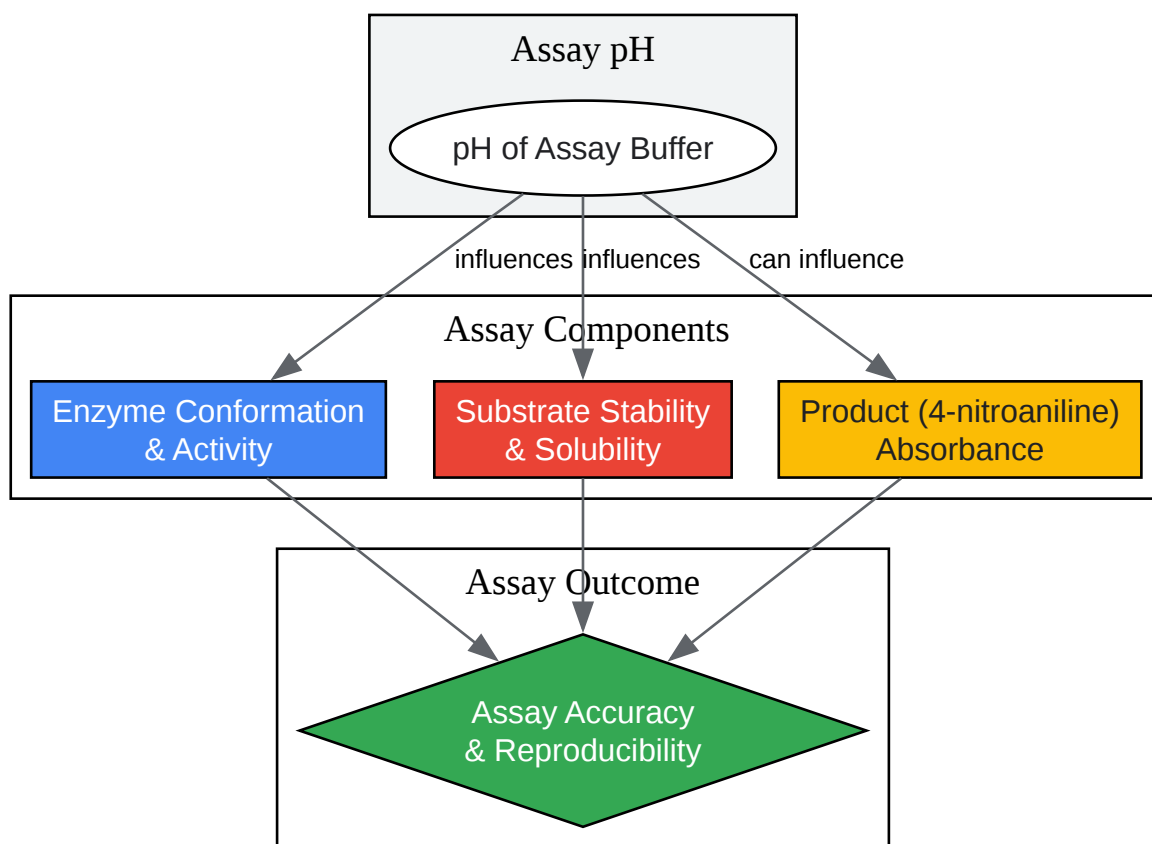 Assay pH
pH of Assay Buffer
influences
influences
can influence
Assay Components
Enzyme Conformation
& Activity
Substrate Stability
& Solubility
Product (4-nitroaniline)
Absorbance
Assay Outcome
Assay Accuracy
& Reproducibility